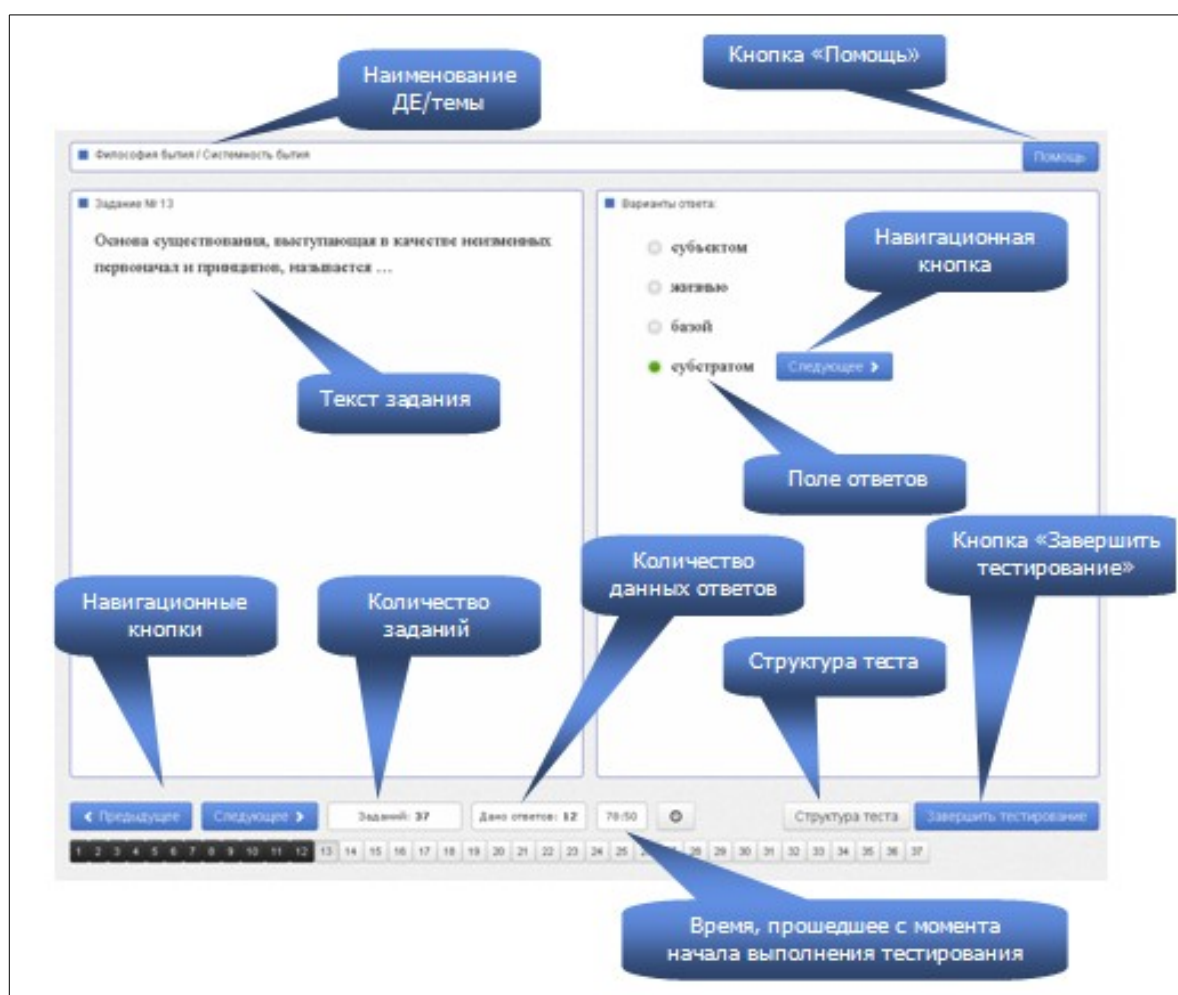 Кнопка «Помощь»
Наименование
ДЕ/темы
Философия бытия / Системность бытия
Помощь
Задание № 13
Основа существования, выступающая в качестве неизменных
первоначал и принципов, называется …
Текст задания
Варианты ответа:
субъектом
жизнью
базой
субстратом
Следующее
Навигационная
кнопка
Поле ответов
Кнопка «Завершить
тестирование»
Количество
данных ответов
Навигационные
кнопки
Количество
заданий
Структура теста
Предыдущее
Следующее
Заданий: 37
Дано ответов: 12
78:50
Структура теста
Завершить тестирование
1 2 3 4 5 6 7 8 9 10 11 12 13 14 15 16 17 18 19 20 21 22 23 24 25 28 29 30 31 32 33 34 35 36 37
Время, прошедшее с момента
начала выполнения тестирования